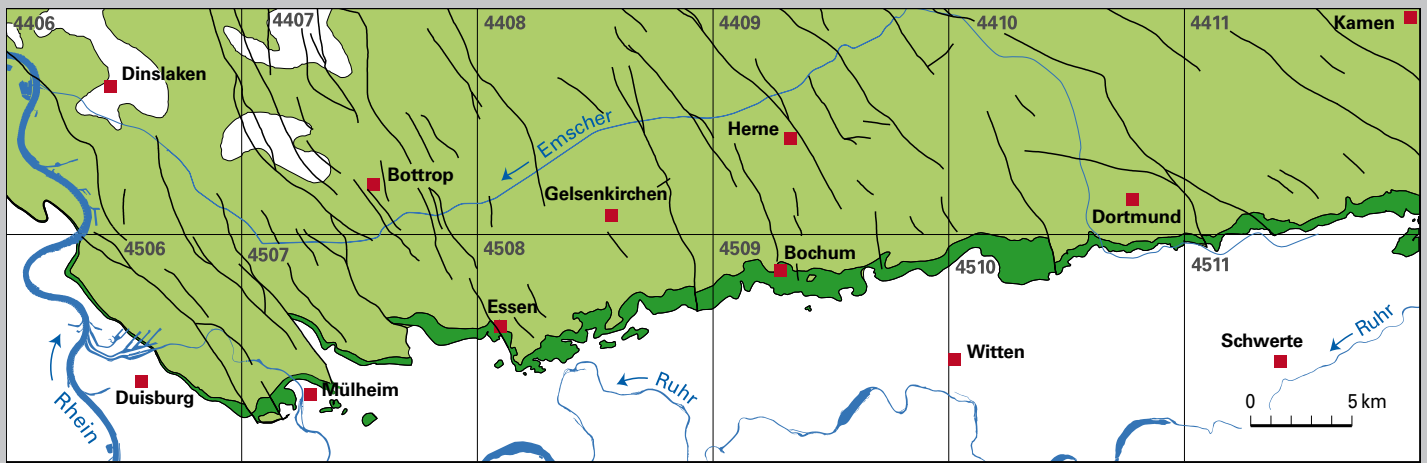 4406
4407
4408
4409
4410
4411
Kamen
Dinslaken
Emscher
Herne
Bottrop
Gelsenkirchen
Dortmund
4506
4507
4508
4509
Bochum
4510
4511
Essen
Ruhr
Schwerte
Witten
Mülheim
Duisburg
Ruhr
Rhein
0 5 km